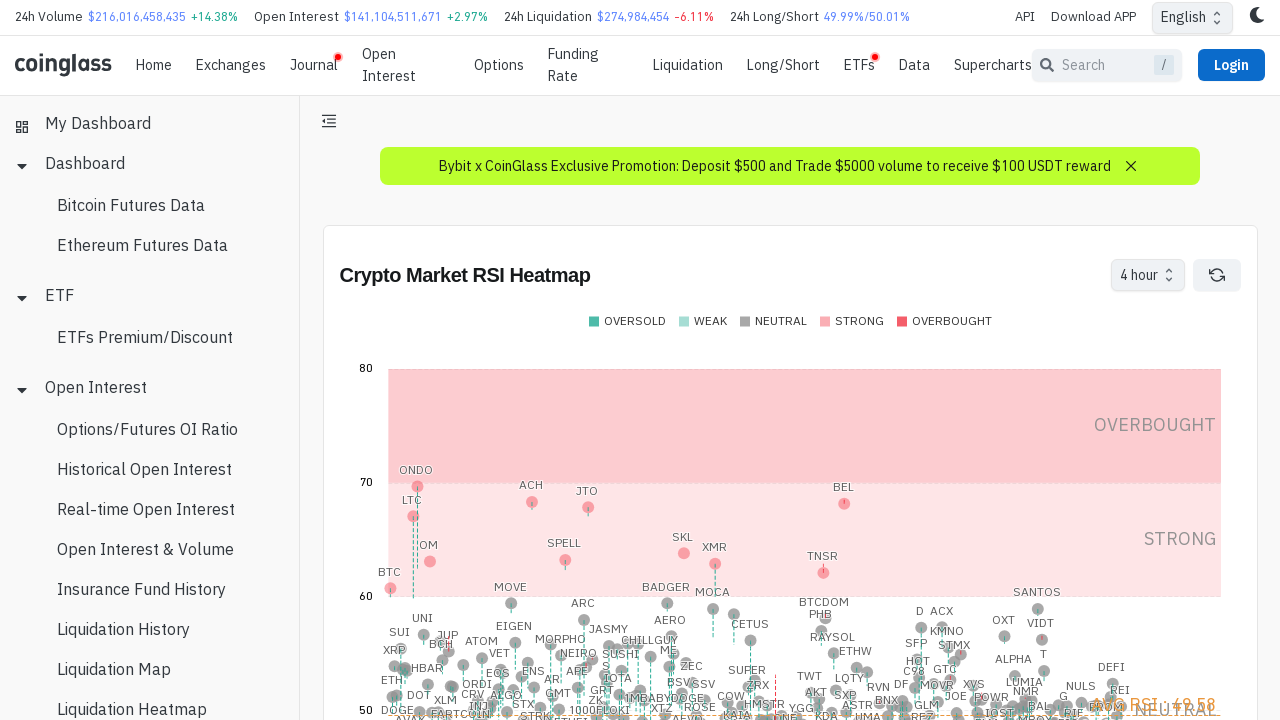 24h Volume $216,016,458,435 +14.38% Open Interest $141,104,511,671 +2.97% 24h Liquidation $274,984,454 -6.11% 24h Long/Short 49.99%/50.01% API Download APP English
coinglass Home Exchanges Journal Open Interest Options Funding Rate Liquidation Long/Short ETFs Data Supercharts Search / Login
My Dashboard
Dashboard
Bitcoin Futures Data
Ethereum Futures Data
ETF
ETFs Premium/Discount
Open Interest
Options/Futures OI Ratio
Historical Open Interest
Real-time Open Interest
Open Interest & Volume
Insurance Fund History
Liquidation History
Liquidation Map
Liquidation Heatmap
Bybit x CoinGlass Exclusive Promotion: Deposit $500 and Trade $5000 volume to receive $100 USDT reward
Crypto Market RSI Heatmap 4 hour
OVERSOLD WEAK NEUTRAL STRONG OVERBOUGHT
80
OVERBOUGHT
70
ONDO
ACH
BEL
JTO
LTC
STRONG
SKL
OM
SPELL
XMR
TNSR
BTC
60
MOVE
BADGER
MOCA
SANTOS
ARC
BTCDOM
D ACX
PHB
UNI
AERO
OXT
EIGEN
CETUS
VIDT
JASMY
SUI
KMNO
JUP
RAYSOL
MORPHO
CHILLGUY
ATOM
BCH
SFP
STMX
XRP
ME
ETHW
VET
NEIRO
SUSHI
T
HOT
ALPHA
HBAR
S
ZEC
DEFI
ENS
APE
SUPER
C98
GTC
EOS
TWT
ETH
AR
IOTA
BSV
SSV
LQTY
ORDI
ZRX
DF
MOVR
XVS
LUMIA
NULS
RVN
DOT
CRV
ALGO
GMT
GRT
AKT
SXP
NMR
REI
COW
JOE
POWR
G
XLM
STX
ZK
DOGE
BNX
HMSTR
ASTR
GLM
INJ
ROSE
BAL
AVG RSI : 49.58
NEUTRAL
50
DOGE
1000FLOKI
XTZ
YGG
IOST
PROM
FARTCOIN
STRK
KAIA
KDA